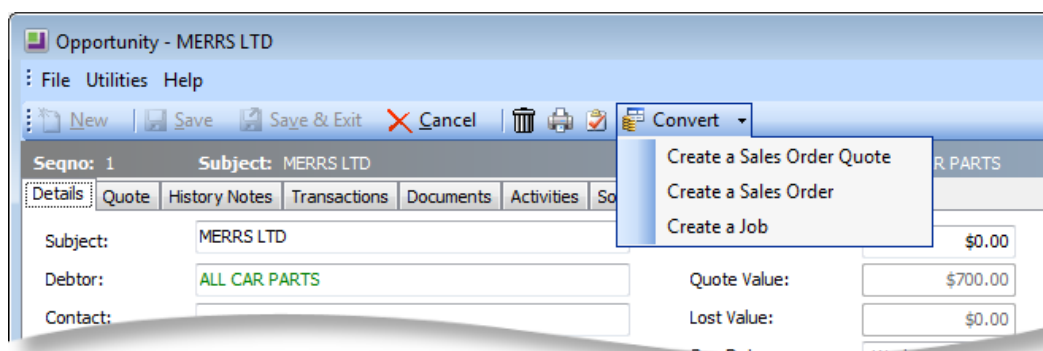 Opportunity - MERRS LTD
File Utilities Help
New Save Save & Exit Cancel Convert
Seqno: 1 Subject: MERRS LTD R PARTS
Create a Sales Order Quote
Create a Sales Order
Create a Job
Details Quote History Notes Transactions Documents Activities So
Subject: MERRS LTD $0.00
Debtor: ALL CAR PARTS Quote Value: $700.00
Contact: Lost Value: $0.00